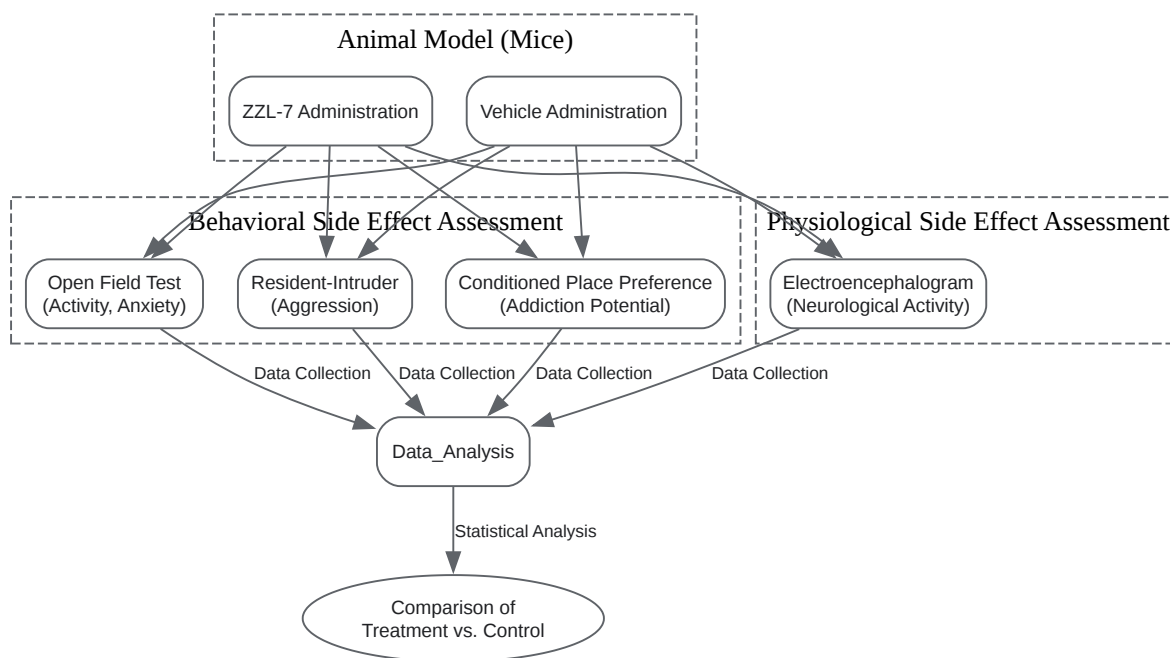 Animal Model (Mice)
ZZL-7 Administration
Vehicle Administration
Behavioral Side Effect Assessment
Physiological Side Effect Assessment
Open Field Test
(Activity, Anxiety)
Resident-Intruder
(Aggression)
Conditioned Place Preference
(Addiction Potential)
Electroencephalogram
(Neurological Activity)
Data Collection
Data Collection
Data Collection
Data Collection
Data_Analysis
Statistical Analysis
Comparison of
Treatment vs. Control